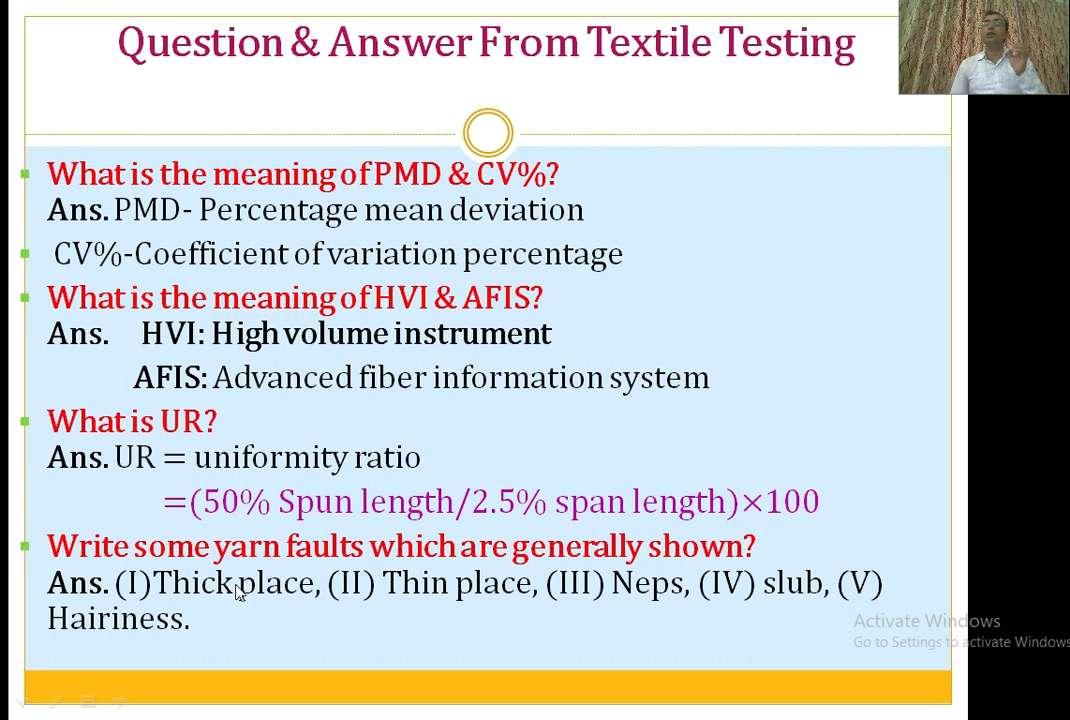 Question & Answer From Textile Testing
What is the meaning of PMD & CV%?
Ans. PMD- Percentage mean deviation
CV%-Coefficient of variation percentage
What is the meaning of HVI & AFIS?
Ans. HVI: High volume instrument
AFIS: Advanced fiber information system
What is UR?
Ans. UR = uniformity ratio
=(50% Spun length/2.5% span length)×100
Write some yarn faults which are generally shown?
Ans. (I)Thick place, (II) Thin place, (III) Neps, (IV) slub, (V)
Hairiness.
Activate Windows
Go to Settings to activate Windows